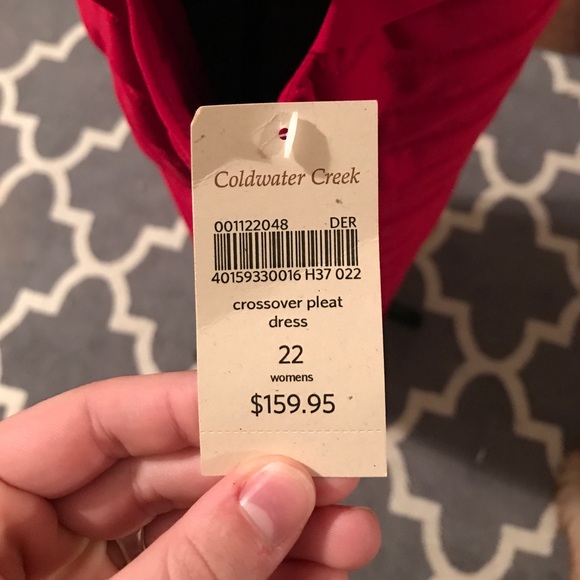 Coldwater Creek
001122048 DER
40159330016 H37 022
crossover pleat
dress
22
womens
$159.95